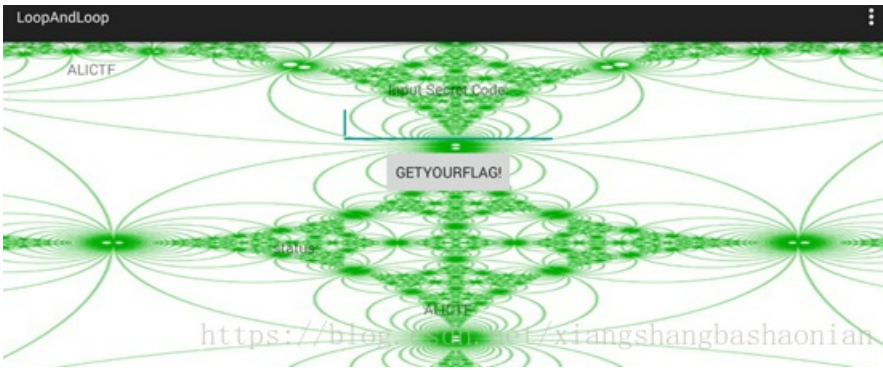 LoopAndLoop
ALICTF
Input Secret Code:
GETYOURFLAG!
status:
ALICTF
https://blog.csdn.net/xiangshangbashaonian